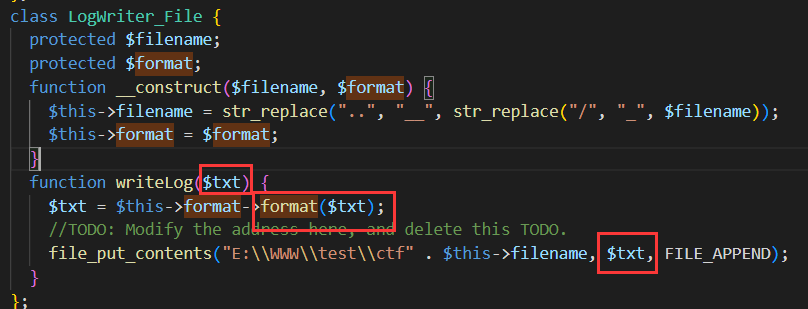 class LogWriter_File {
protected $filename;
protected $format;
function __construct($filename, $format) {
$this->filename = str_replace("..", "__", str_replace("/", "_", $filename));
$this->format = $format;
}
function writeLog($txt) {
$txt = $this->format->format($txt);
//TODO: Modify the address here, and delete this TODO.
file_put_contents("E:\\WWW\\test\\ctf" . $this->filename, $txt, FILE_APPEND);
}
};